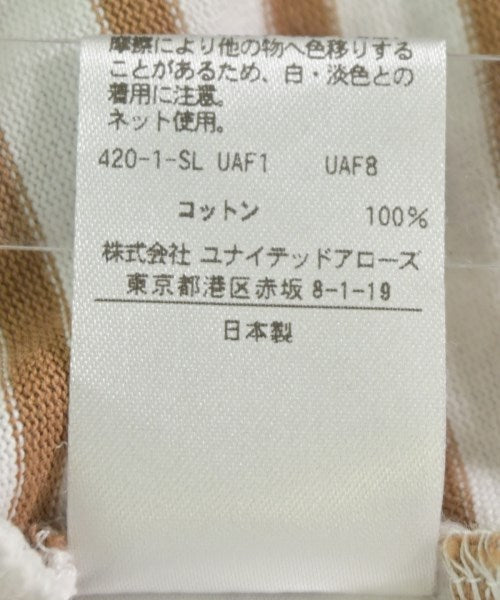 摩擦により他の物へ色移りする
ことがあるため、白・淡色との
着用に注意。
ネット使用。
420-1-SL UAF1 UAF8
コットン 100%
株式会社 ユナイテッドアローズ
東京都港区赤坂 8-1-19
日本製